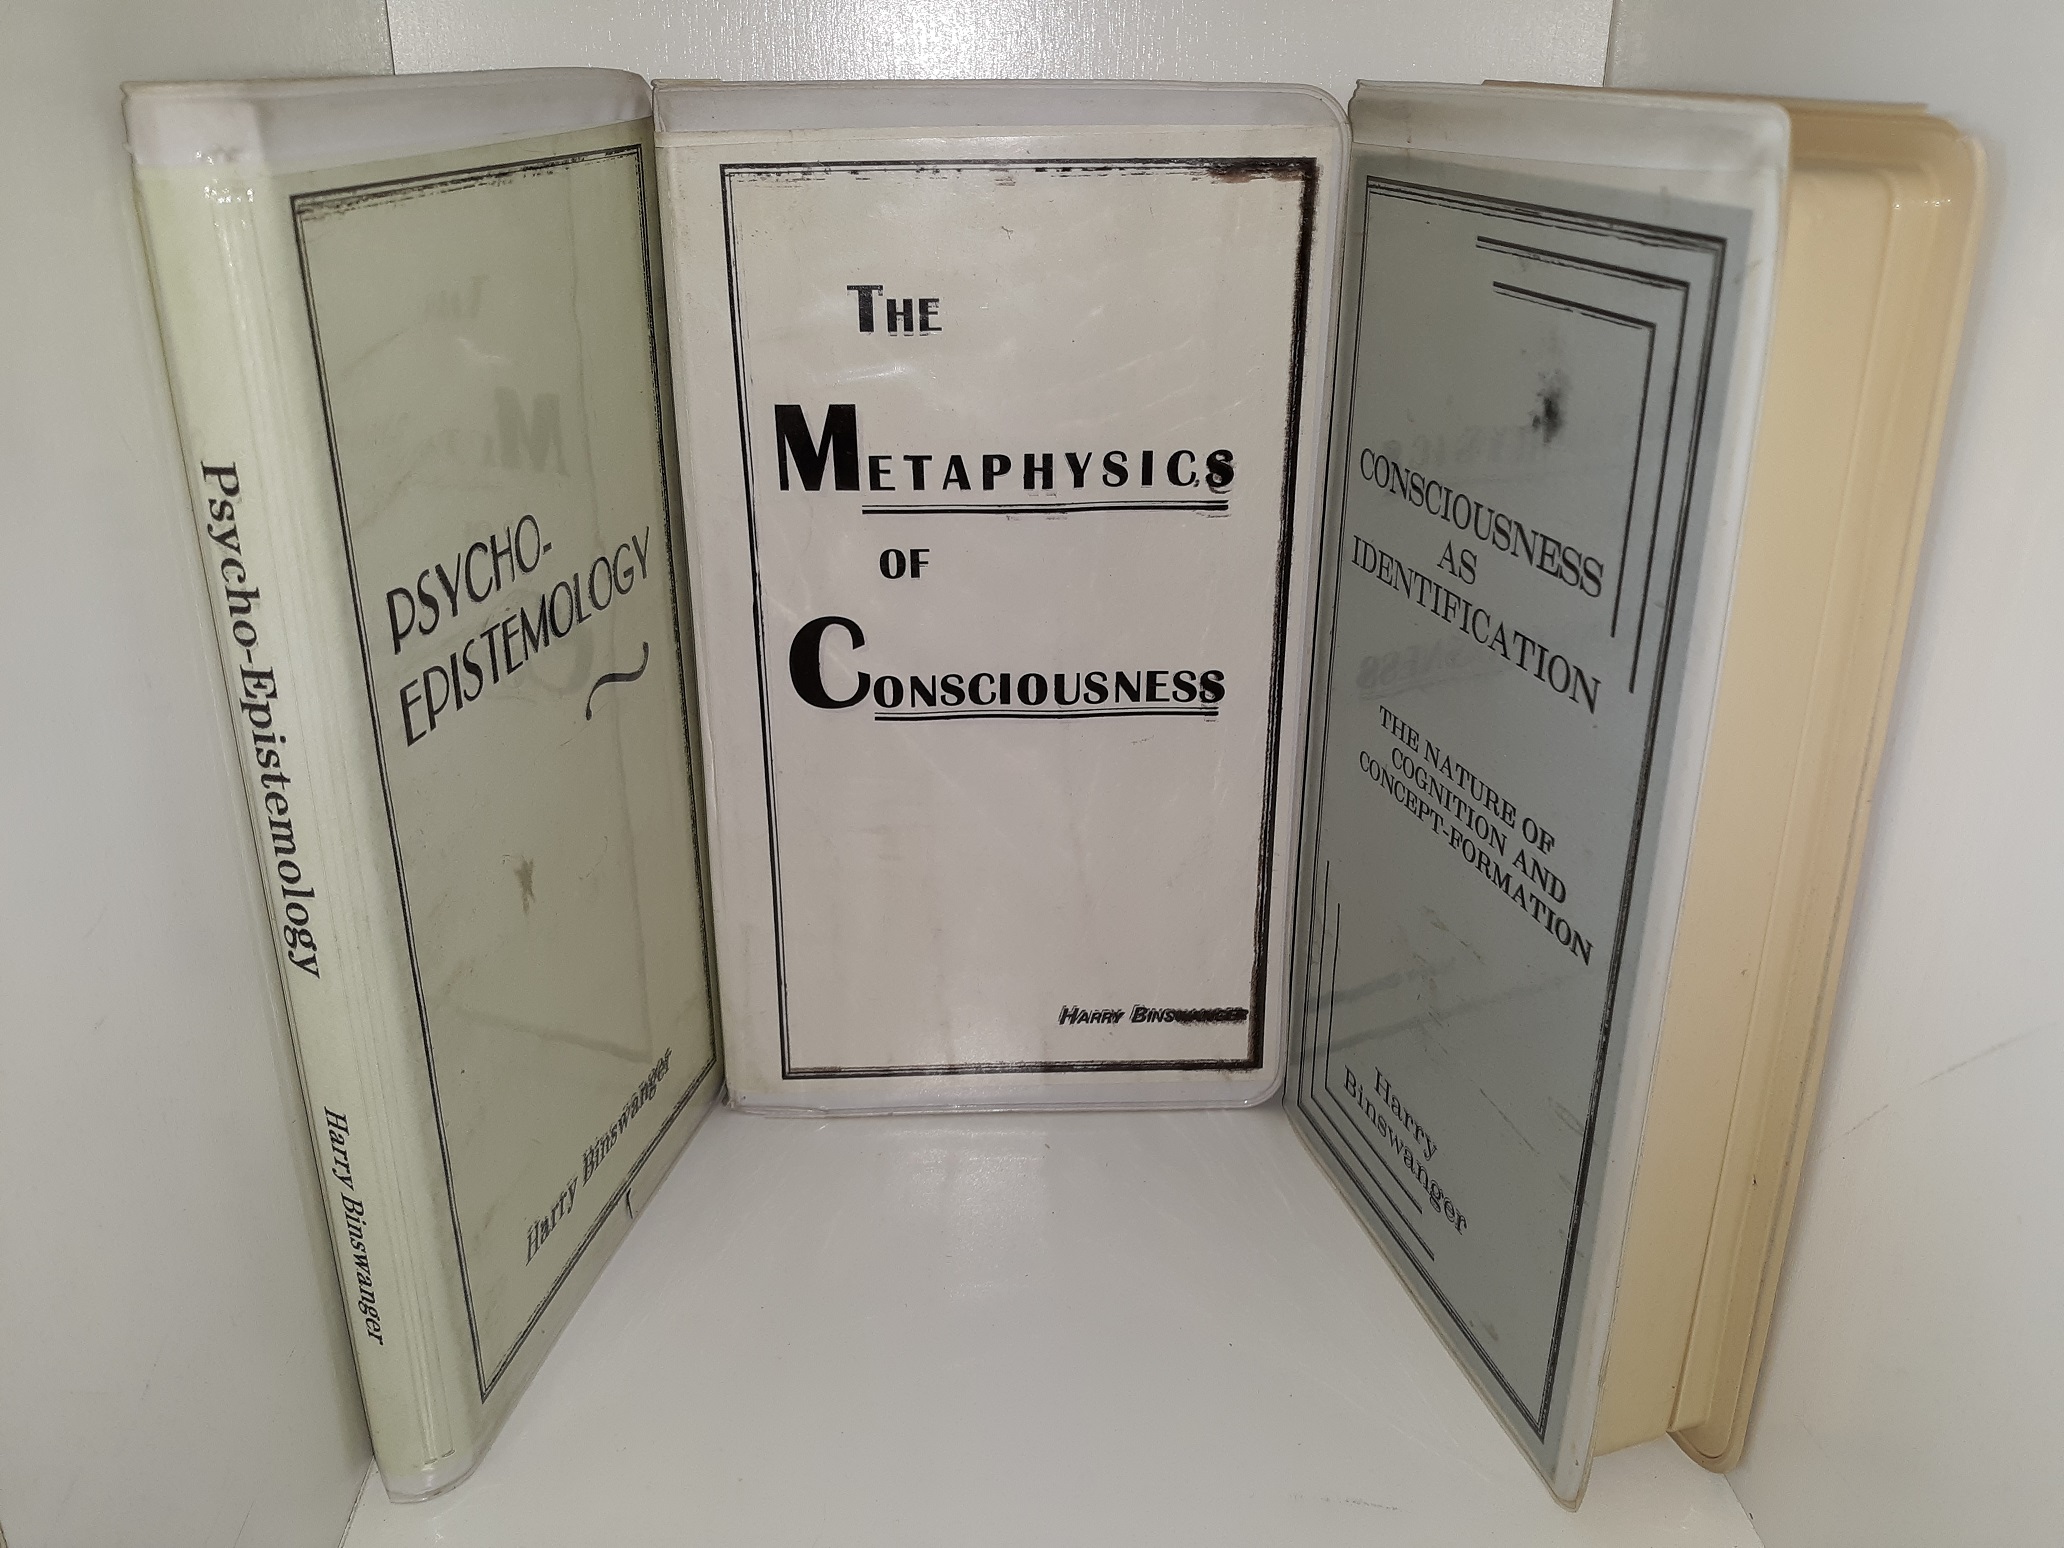 Psycho-Epistemology
Harry Binswanger
PSYCHO-
EPISTEMOLOGY
Harry Binswanger
THE
METAPHYSICS
OF
CONSCIOUSNESS
HARRY BINSWANGER
CONSCIOUSNESS
AS
IDENTIFICATION
THE NATURE OF
COGNITION AND
CONCEPT-FORMATION
Harry
Binswanger